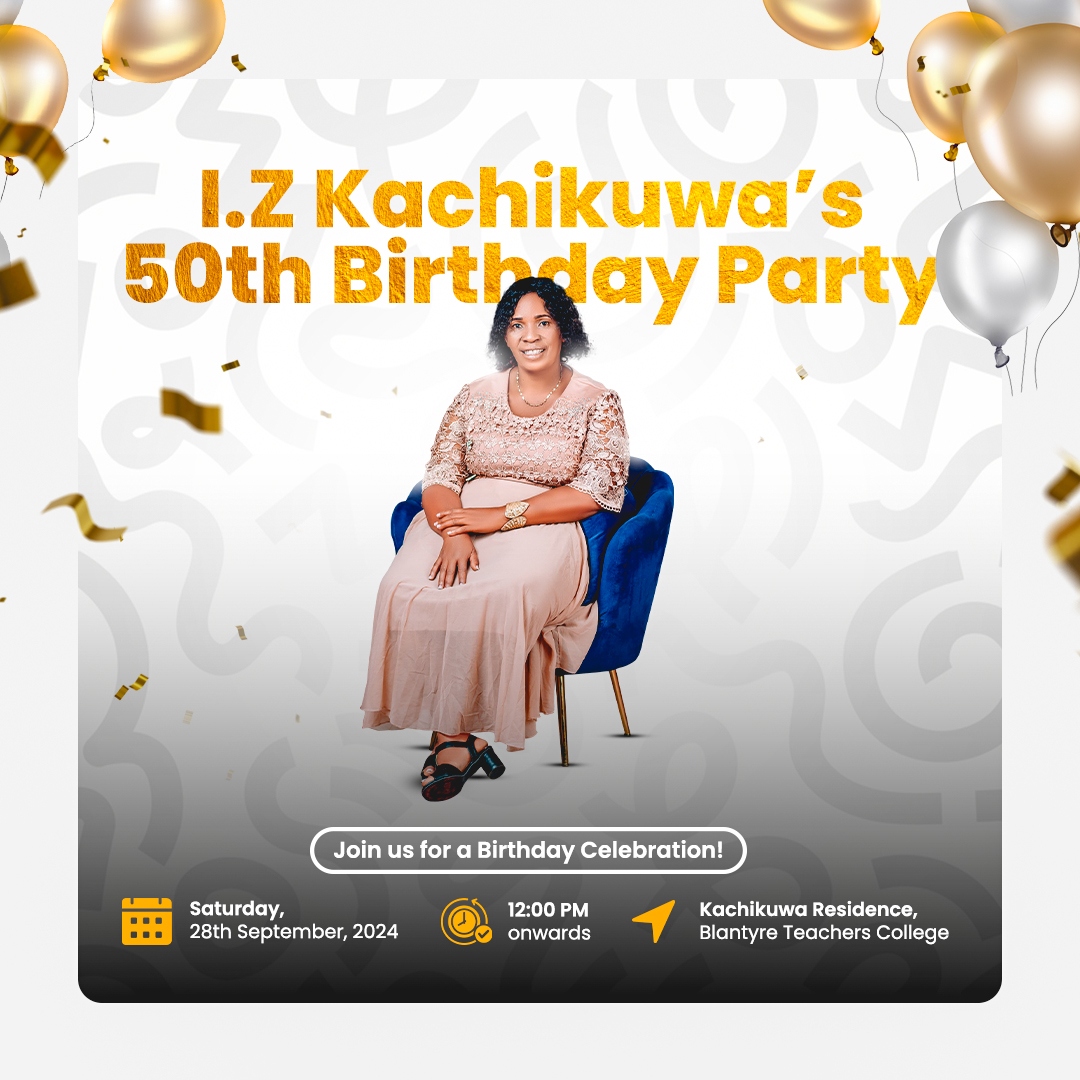 I.Z Kachikuwa’s
50th Birthday Party
Join us for a Birthday Celebration!
Saturday,
28th September, 2024
12:00 PM
onwards
Kachikuwa Residence,
Blantyre Teachers College